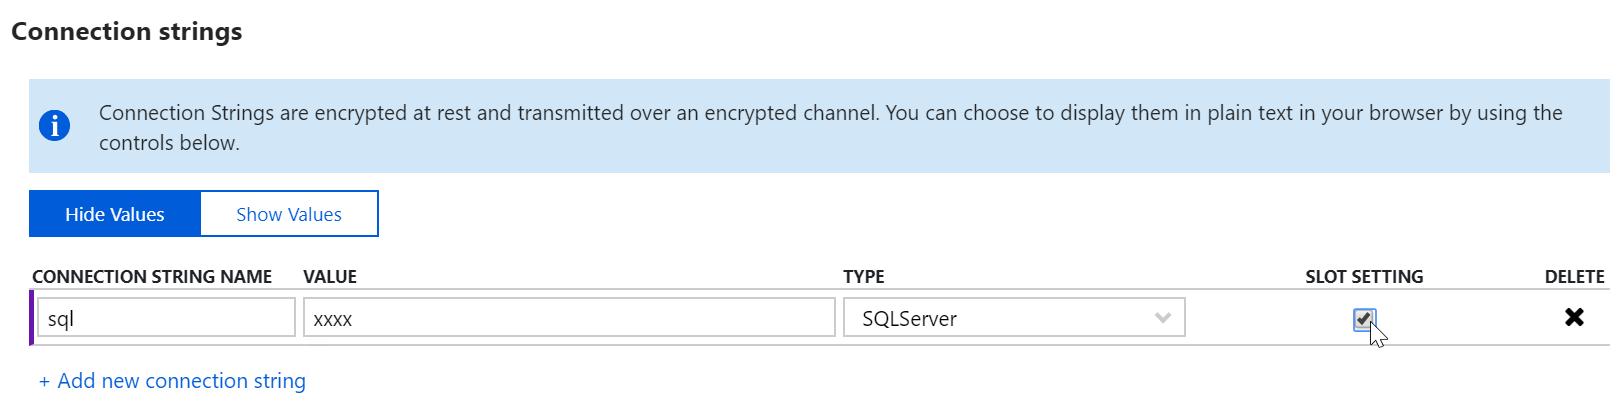 Connection strings
Connection Strings are encrypted at rest and transmitted over an encrypted channel. You can choose to display them in plain text in your browser by using the
controls below.
Hide Values Show Values
CONNECTION STRING NAME VALUE TYPE SLOT SETTING DELETE
sql xxxx SQLServer
+ Add new connection string